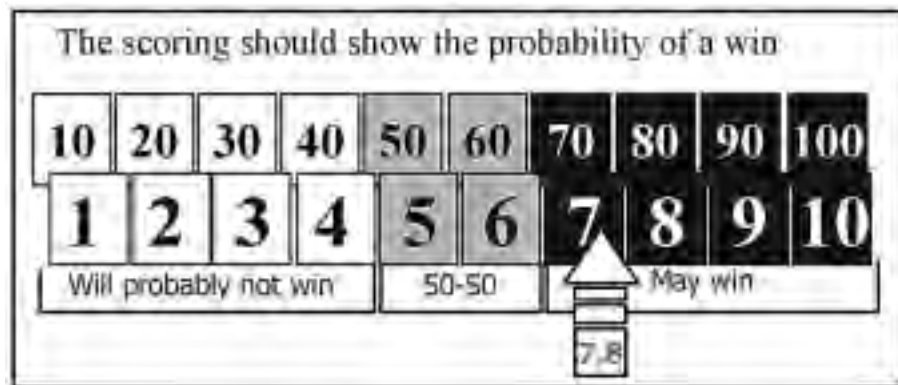 The scoring should show the probability of a win
10 20 30 40 50 60 70 80 90 100
1 2 3 4 5 6 7 8 9 10
Will probably not win 50-50 May win
7,8